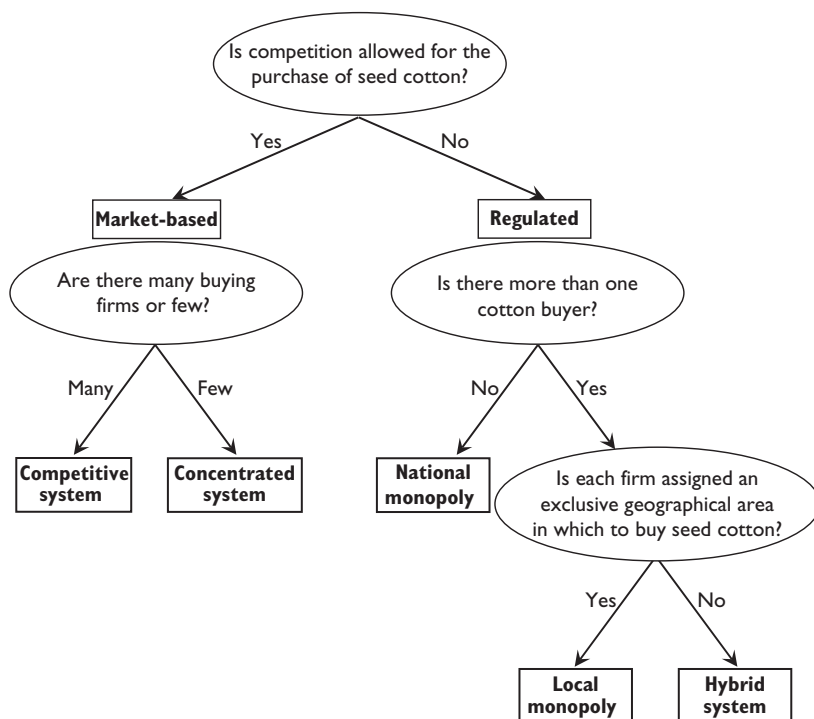 Is competition allowed for the
purchase of seed cotton?
Yes
No
Market-based
Regulated
Are there many buying
firms or few?
Is there more than one
cotton buyer?
Many
Few
No
Yes
Competitive
system
Concentrated
system
National
monopoly
Is each firm assigned an
exclusive geographical area
in which to buy seed cotton?
Yes
No
Local
monopoly
Hybrid
system